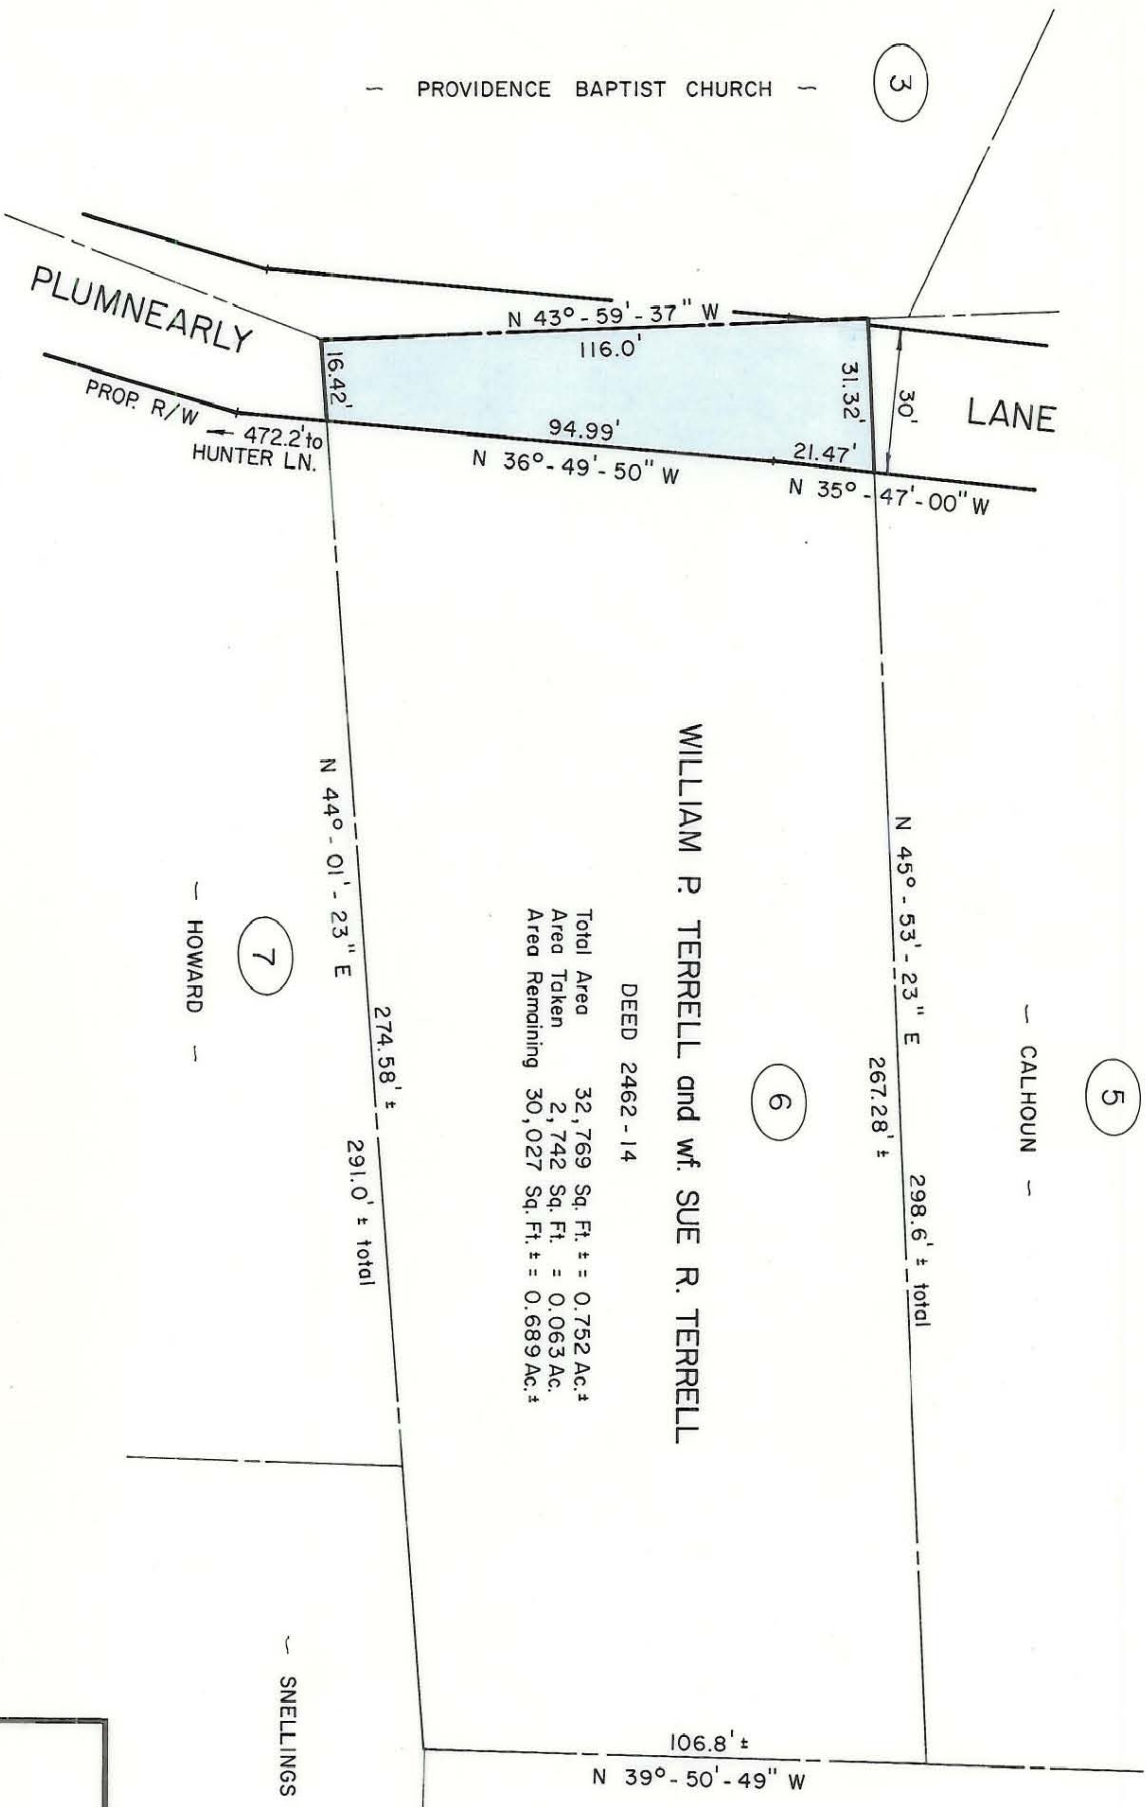 3
— PROVIDENCE BAPTIST CHURCH —
PLUMNEARLY
LANE
N 43° - 59' - 37" W
116.0'
16.42'
31.32'
30'
94.99'
21.47'
N 36° - 49' - 50" W
N 35° - 47' - 00" W
PROP. R/W
← 472.2' to
HUNTER LN.
5
— CALHOUN —
N 45° - 53' - 23" E
267.28' ±
298.6' ± total
6
WILLIAM P. TERRELL and wf. SUE R. TERRELL
DEED 2462 - 14
Total Area 32,769 Sq. Ft. ± = 0.752 Ac. ±
Area Taken 2,742 Sq. Ft. = 0.063 Ac.
Area Remaining 30,027 Sq. Ft. ± = 0.689 Ac. ±
N 44° - 01' - 23" E
274.58' ±
291.0' ± total
7
— HOWARD —
— SNELLINGS
106.8' ±
N 39° - 50' - 49" W